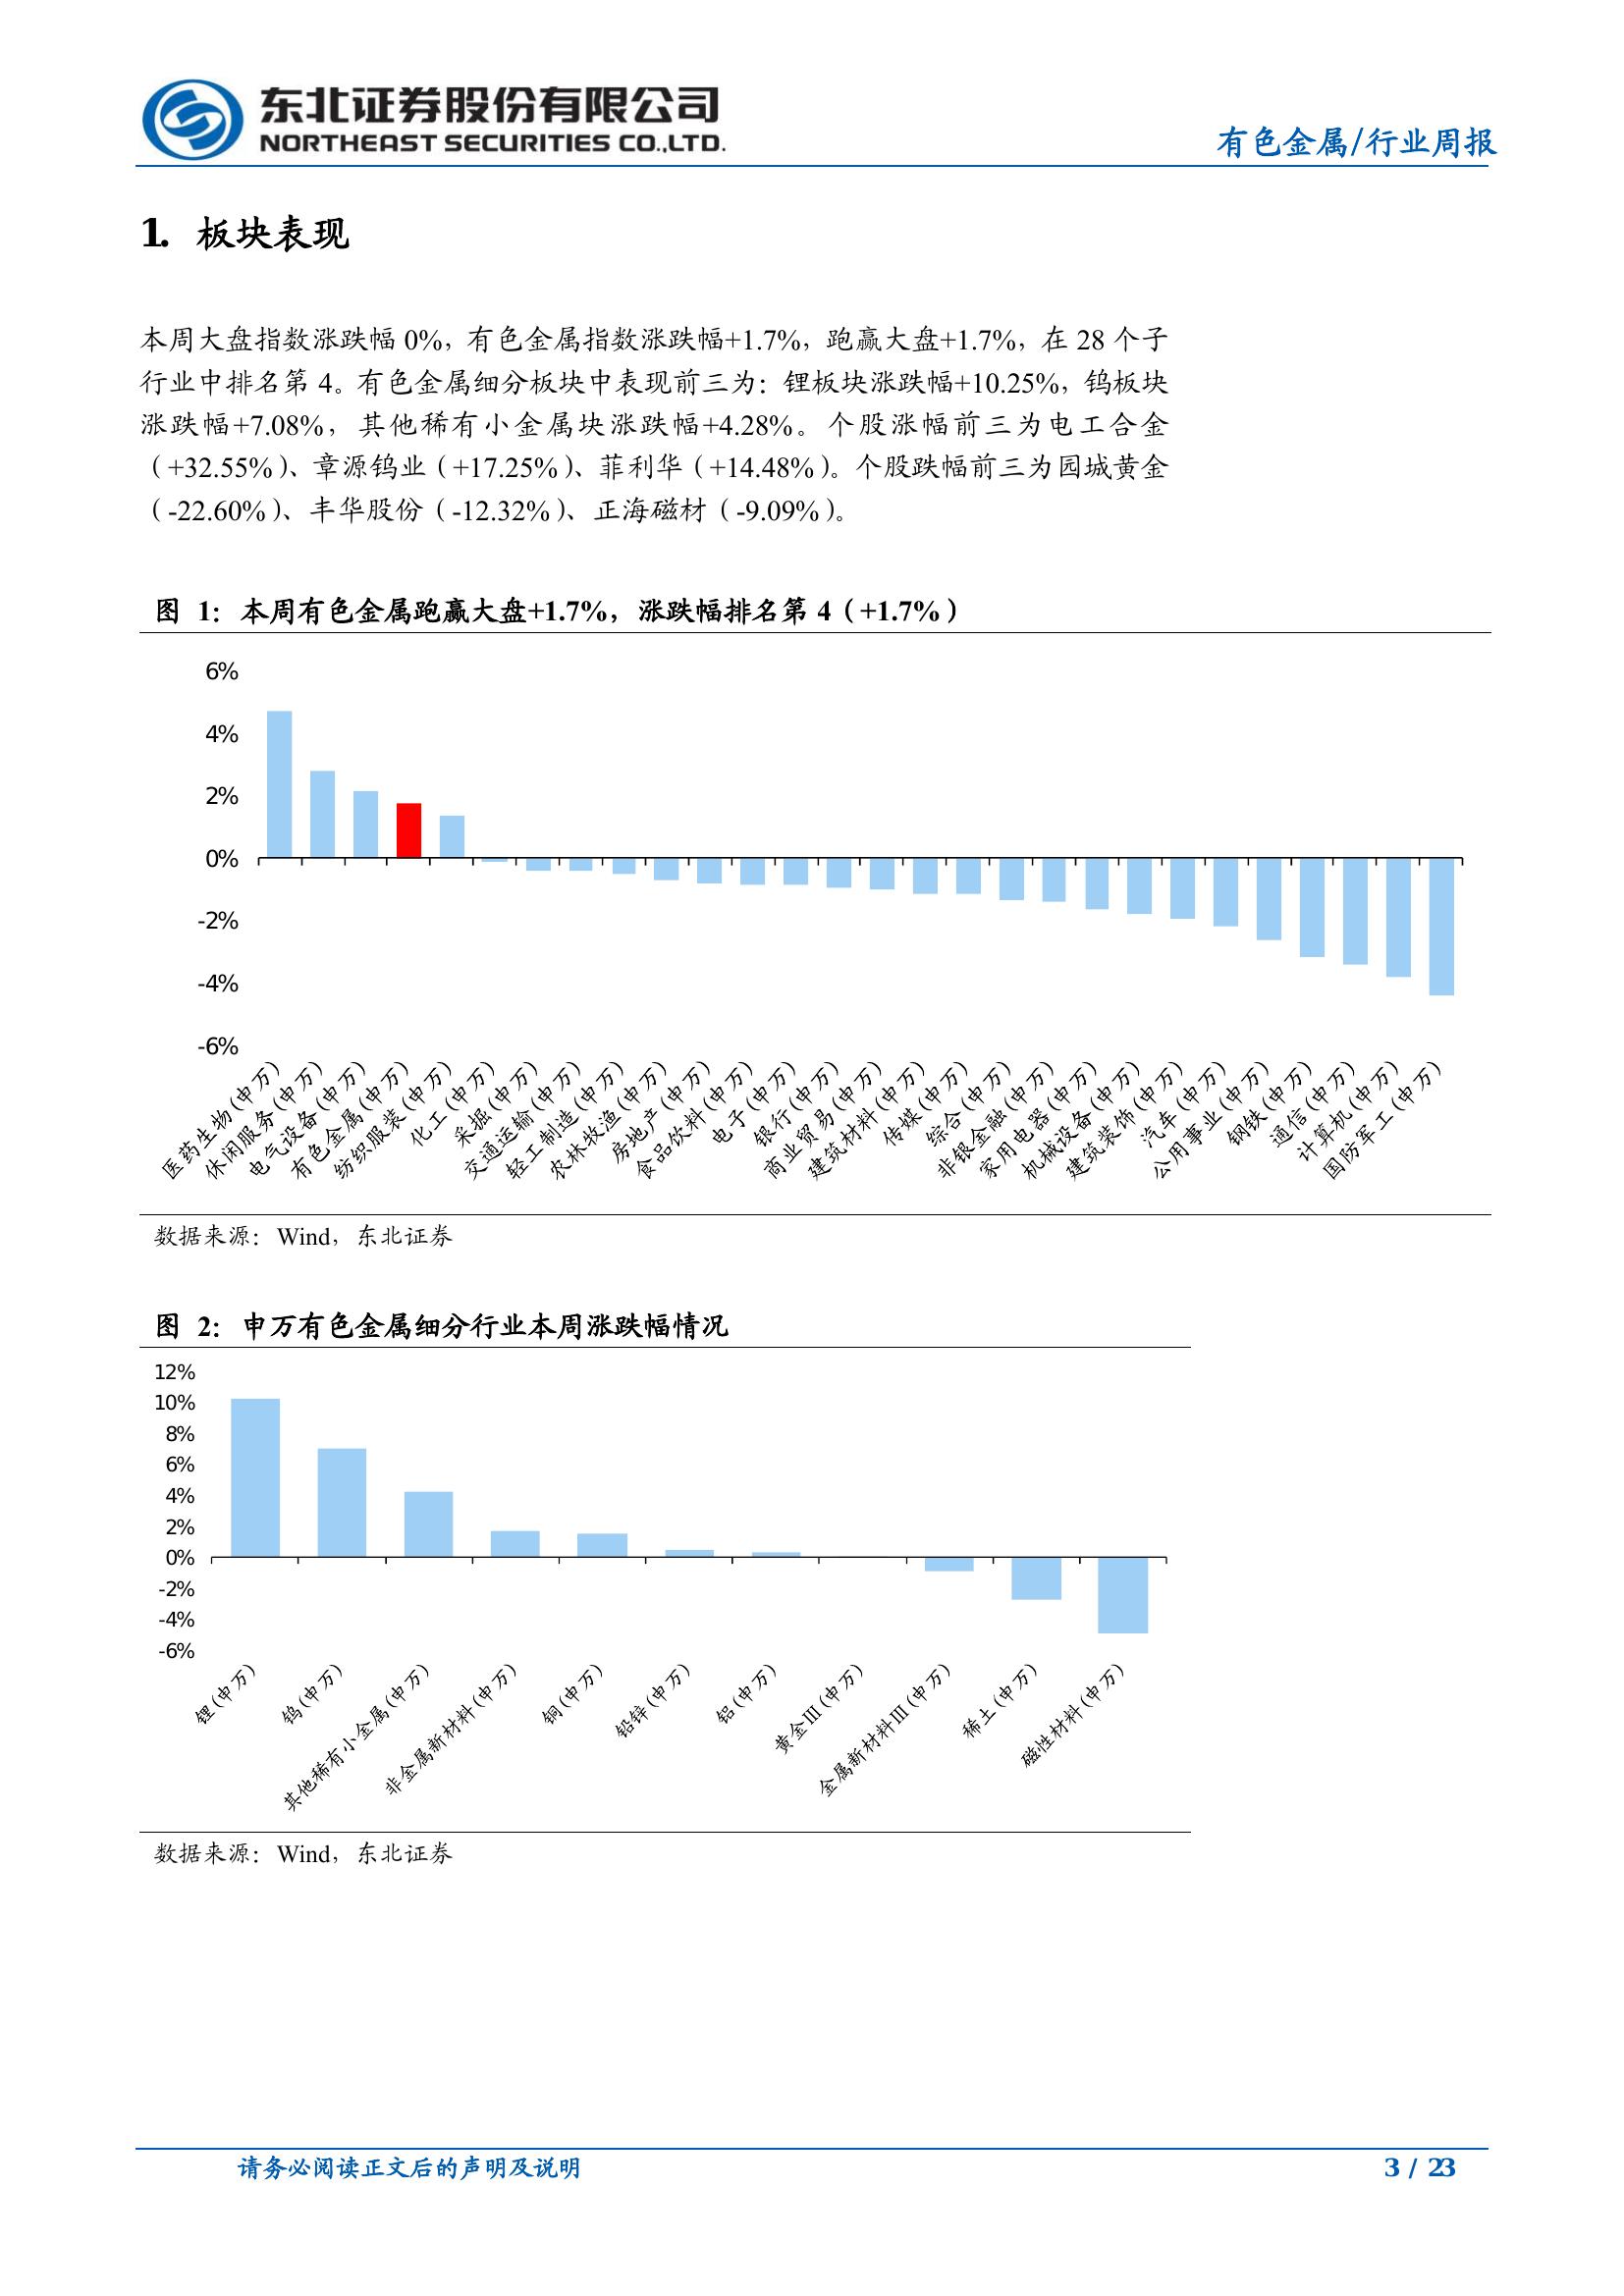 东北证券股份有限公司
NORTHEAST SECURITIES CO.,LTD.
有色金属/行业周报
1. 板块表现
本周大盘指数涨跌幅 0%，有色金属指数涨跌幅+1.7%，跑赢大盘+1.7%，在 28 个子
行业中排名第 4。有色金属细分板块中表现前三为：锂板块涨跌幅+10.25%，钨板块
涨跌幅+7.08%，其他稀有小金属块涨跌幅+4.28%。个股涨幅前三为电工合金
（+32.55%）、章源钨业（+17.25%）、菲利华（+14.48%）。个股跌幅前三为园城黄金
（-22.60%）、丰华股份（-12.32%）、正海磁材（-9.09%）。
图 1：本周有色金属跑赢大盘+1.7%，涨跌幅排名第 4（+1.7%）
6%
4%
2%
0%
-2%
-4%
-6%
医药生物(申万)
休闲服务(申万)
电气设备(申万)
有色金属(申万)
纺织服装(申万)
化工(申万)
采掘(申万)
交通运输(申万)
轻工制造(申万)
农林牧渔(申万)
房地产(申万)
食品饮料(申万)
电子(申万)
银行(申万)
商业贸易(申万)
建筑材料(申万)
传媒(申万)
综合(申万)
非银金融(申万)
家用电器(申万)
机械设备(申万)
建筑装饰(申万)
汽车(申万)
公用事业(申万)
钢铁(申万)
通信(申万)
计算机(申万)
国防军工(申万)
数据来源：Wind，东北证券
图 2：申万有色金属细分行业本周涨跌幅情况
12%
10%
8%
6%
4%
2%
0%
-2%
-4%
-6%
锂(申万)
钨(申万)
其他稀有小金属(申万)
非金属新材料(申万)
铜(申万)
铅锌(申万)
铝(申万)
黄金Ⅲ(申万)
金属新材料Ⅲ(申万)
稀土(申万)
磁性材料(申万)
数据来源：Wind，东北证券
请务必阅读正文后的声明及说明
3 / 23